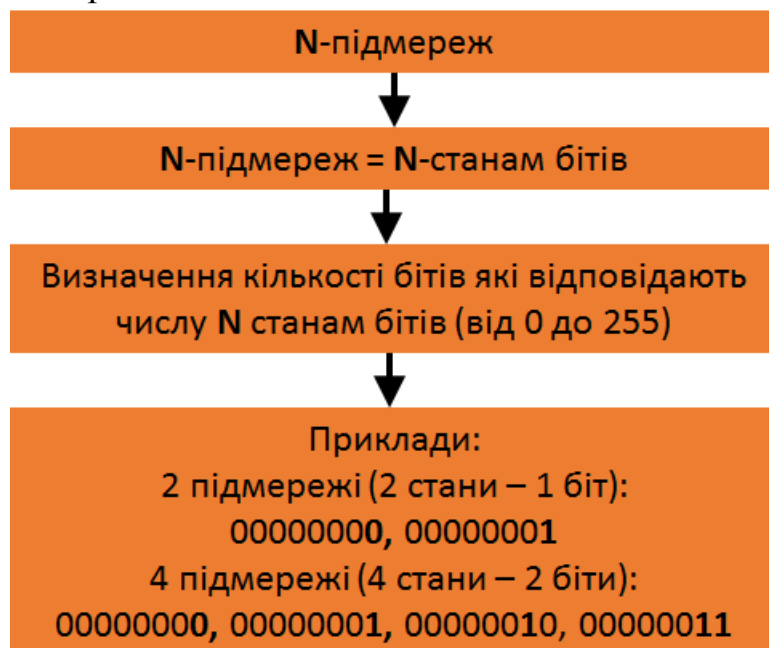 N-підмереж
N-підмереж = N-станам бітів
Визначення кількості бітів які відповідають
числу N станам бітів (від 0 до 255)
Приклади:
2 підмережі (2 стани – 1 біт):
00000000, 00000001
4 підмережі (4 стани – 2 біти):
00000000, 00000001, 00000010, 00000011